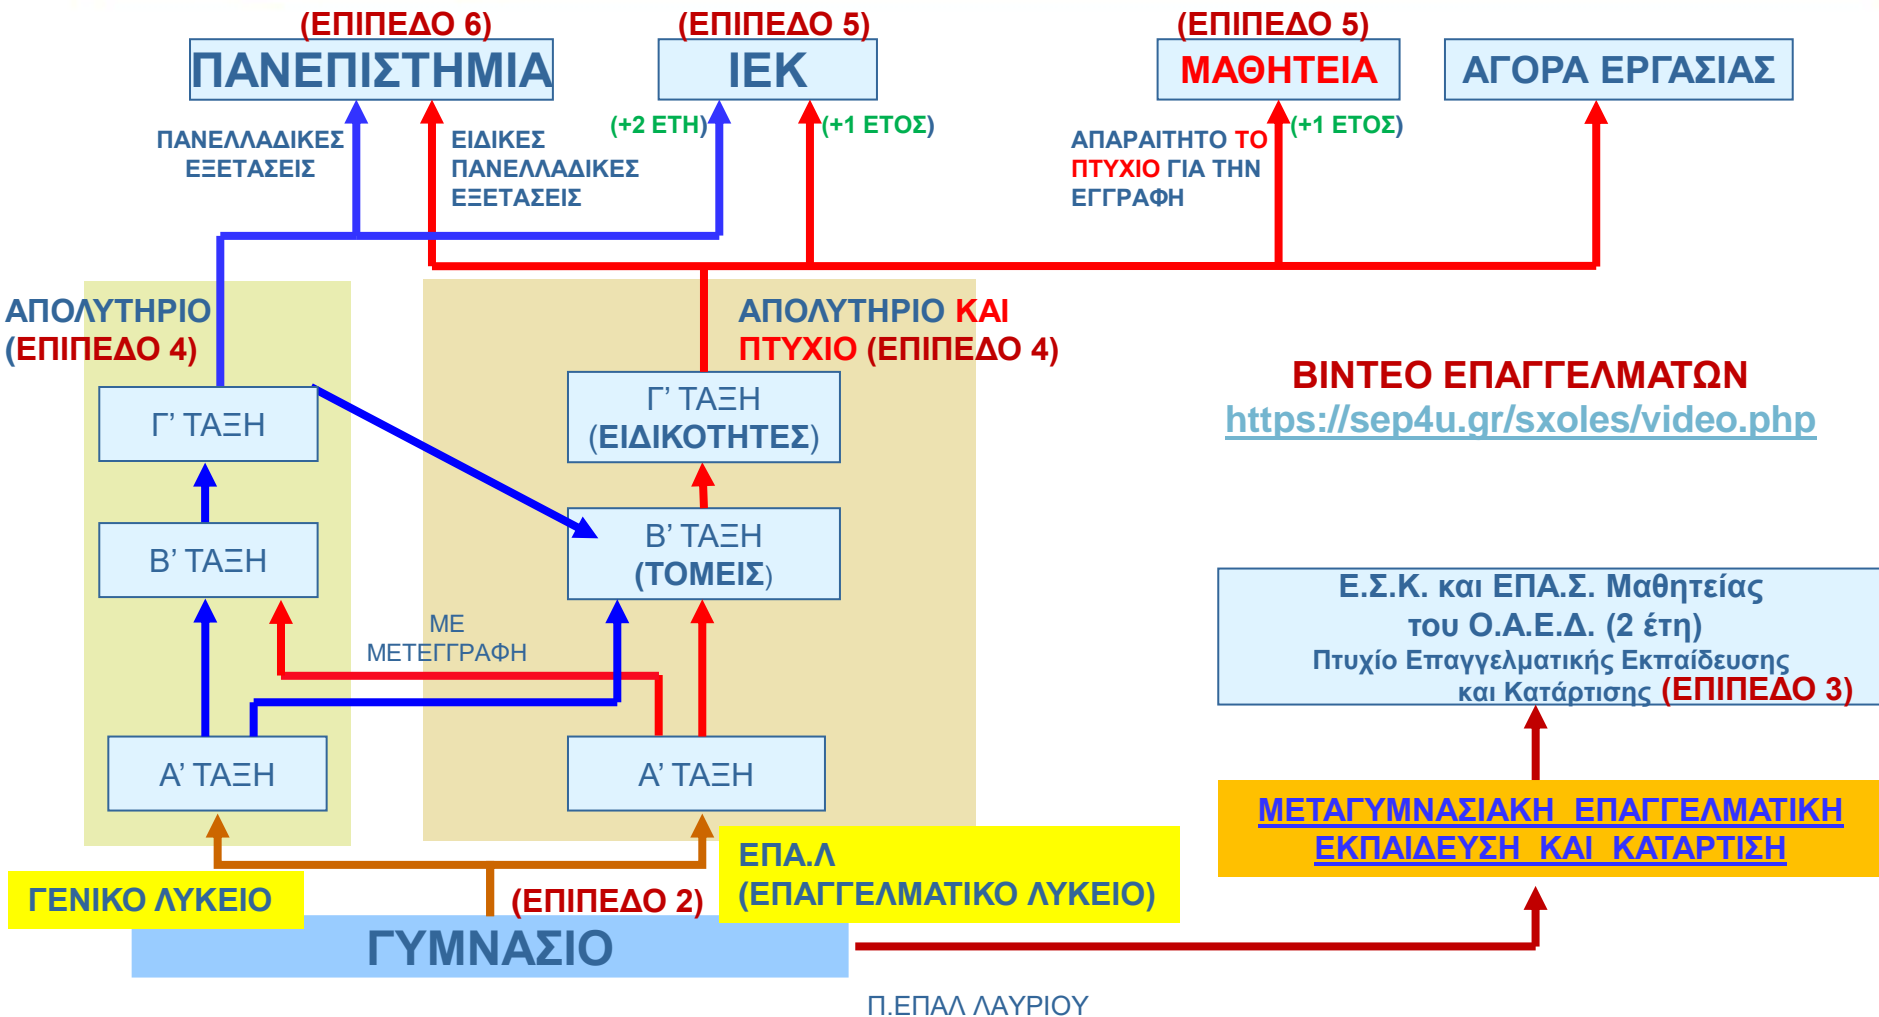 (ΕΠΙΠΕΔΟ 6)
ΠΑΝΕΠΙΣΤΗΜΙΑ
(ΕΠΙΠΕΔΟ 5)
ΙΕΚ
(ΕΠΙΠΕΔΟ 5)
ΜΑΘΗΤΕΙΑ
ΑΓΟΡΑ ΕΡΓΑΣΙΑΣ
ΠΑΝΕΛΛΑΔΙΚΕΣ
ΕΞΕΤΑΣΕΙΣ
ΕΙΔΙΚΕΣ
ΠΑΝΕΛΛΑΔΙΚΕΣ
ΕΞΕΤΑΣΕΙΣ
(+2 ΕΤΗ)
(+1 ΕΤΟΣ)
ΑΠΑΡΑΙΤΗΤΟ ΤΟ
ΠΤΥΧΙΟ ΓΙΑ ΤΗΝ
ΕΓΓΡΑΦΗ
(+1 ΕΤΟΣ)
ΑΠΟΛΥΤΗΡΙΟ
(ΕΠΙΠΕΔΟ 4)
ΑΠΟΛΥΤΗΡΙΟ ΚΑΙ
ΠΤΥΧΙΟ (ΕΠΙΠΕΔΟ 4)
Γ’ ΤΑΞΗ
Γ’ ΤΑΞΗ
(ΕΙΔΙΚΟΤΗΤΕΣ)
ΒΙΝΤΕΟ ΕΠΑΓΓΕΛΜΑΤΩΝ
https://sep4u.gr/sxoles/video.php
Β’ ΤΑΞΗ
Β’ ΤΑΞΗ
(ΤΟΜΕΙΣ)
ΜΕ
ΜΕΤΕΓΓΡΑΦΗ
Ε.Σ.Κ. και ΕΠΑ.Σ. Μαθητείας
του Ο.Α.Ε.Δ. (2 έτη)
Πτυχίο Επαγγελματικής Εκπαίδευσης
και Κατάρτισης (ΕΠΙΠΕΔΟ 3)
Α’ ΤΑΞΗ
Α’ ΤΑΞΗ
ΜΕΤΑΓΥΜΝΑΣΙΑΚΗ ΕΠΑΓΓΕΛΜΑΤΙΚΗ
ΕΚΠΑΙΔΕΥΣΗ ΚΑΙ ΚΑΤΑΡΤΙΣΗ
ΓΕΝΙΚΟ ΛΥΚΕΙΟ
(ΕΠΙΠΕΔΟ 2)
ΕΠΑ.Λ
(ΕΠΑΓΓΕΛΜΑΤΙΚΟ ΛΥΚΕΙΟ)
ΓΥΜΝΑΣΙΟ
Π.ΕΠΑΛ ΛΑΥΡΙΟΥ